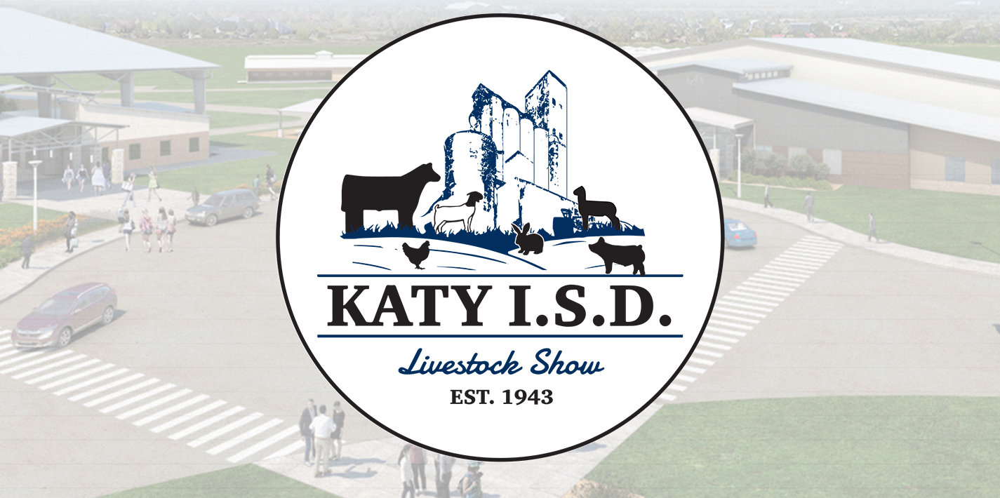 KATY I.S.D.
Livestock Show
EST. 1943